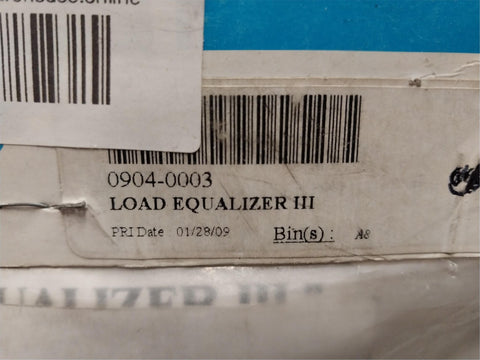 0904-0003
LOAD EQUALIZER III
PRI Date: 01/28/09 Bin(s) : A8